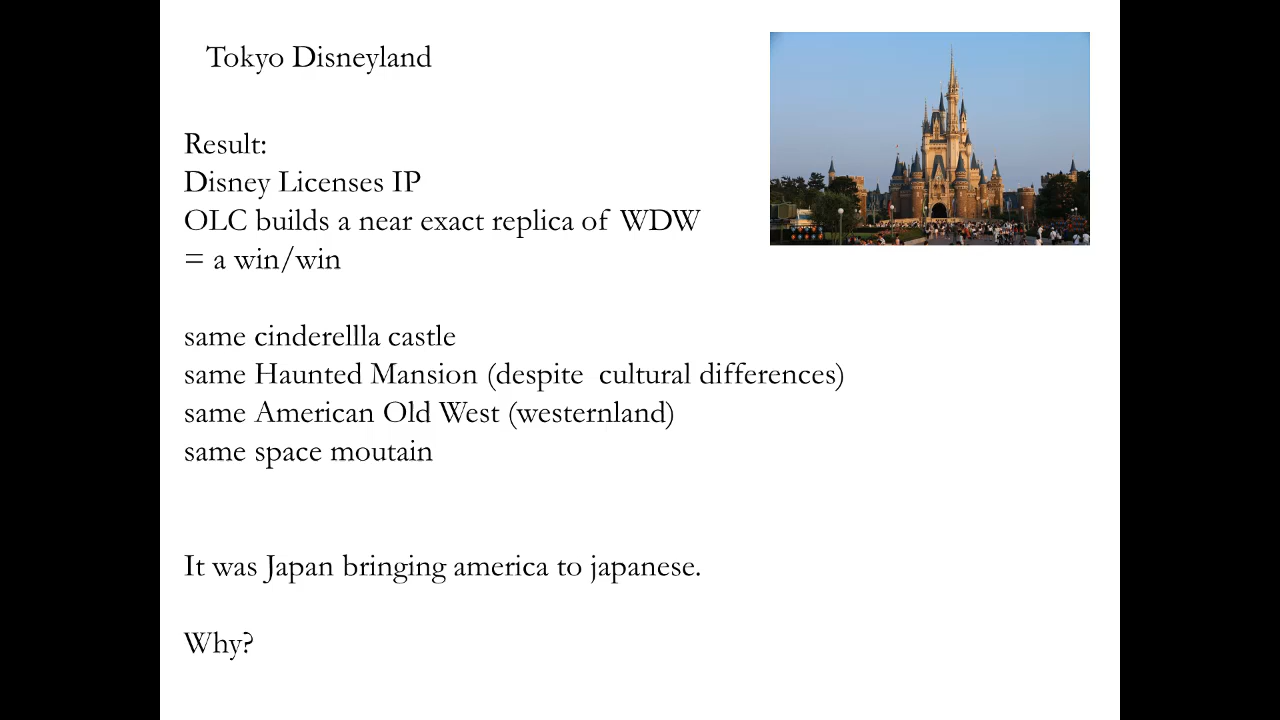 Tokyo Disneyland
Result:
Disney Licenses IP
OLC builds a near exact replica of WDW
= a win/win
same cinderellla castle
same Haunted Mansion (despite cultural differences)
same American Old West (westernland)
same space moutain
It was Japan bringing america to japanese.
Why?